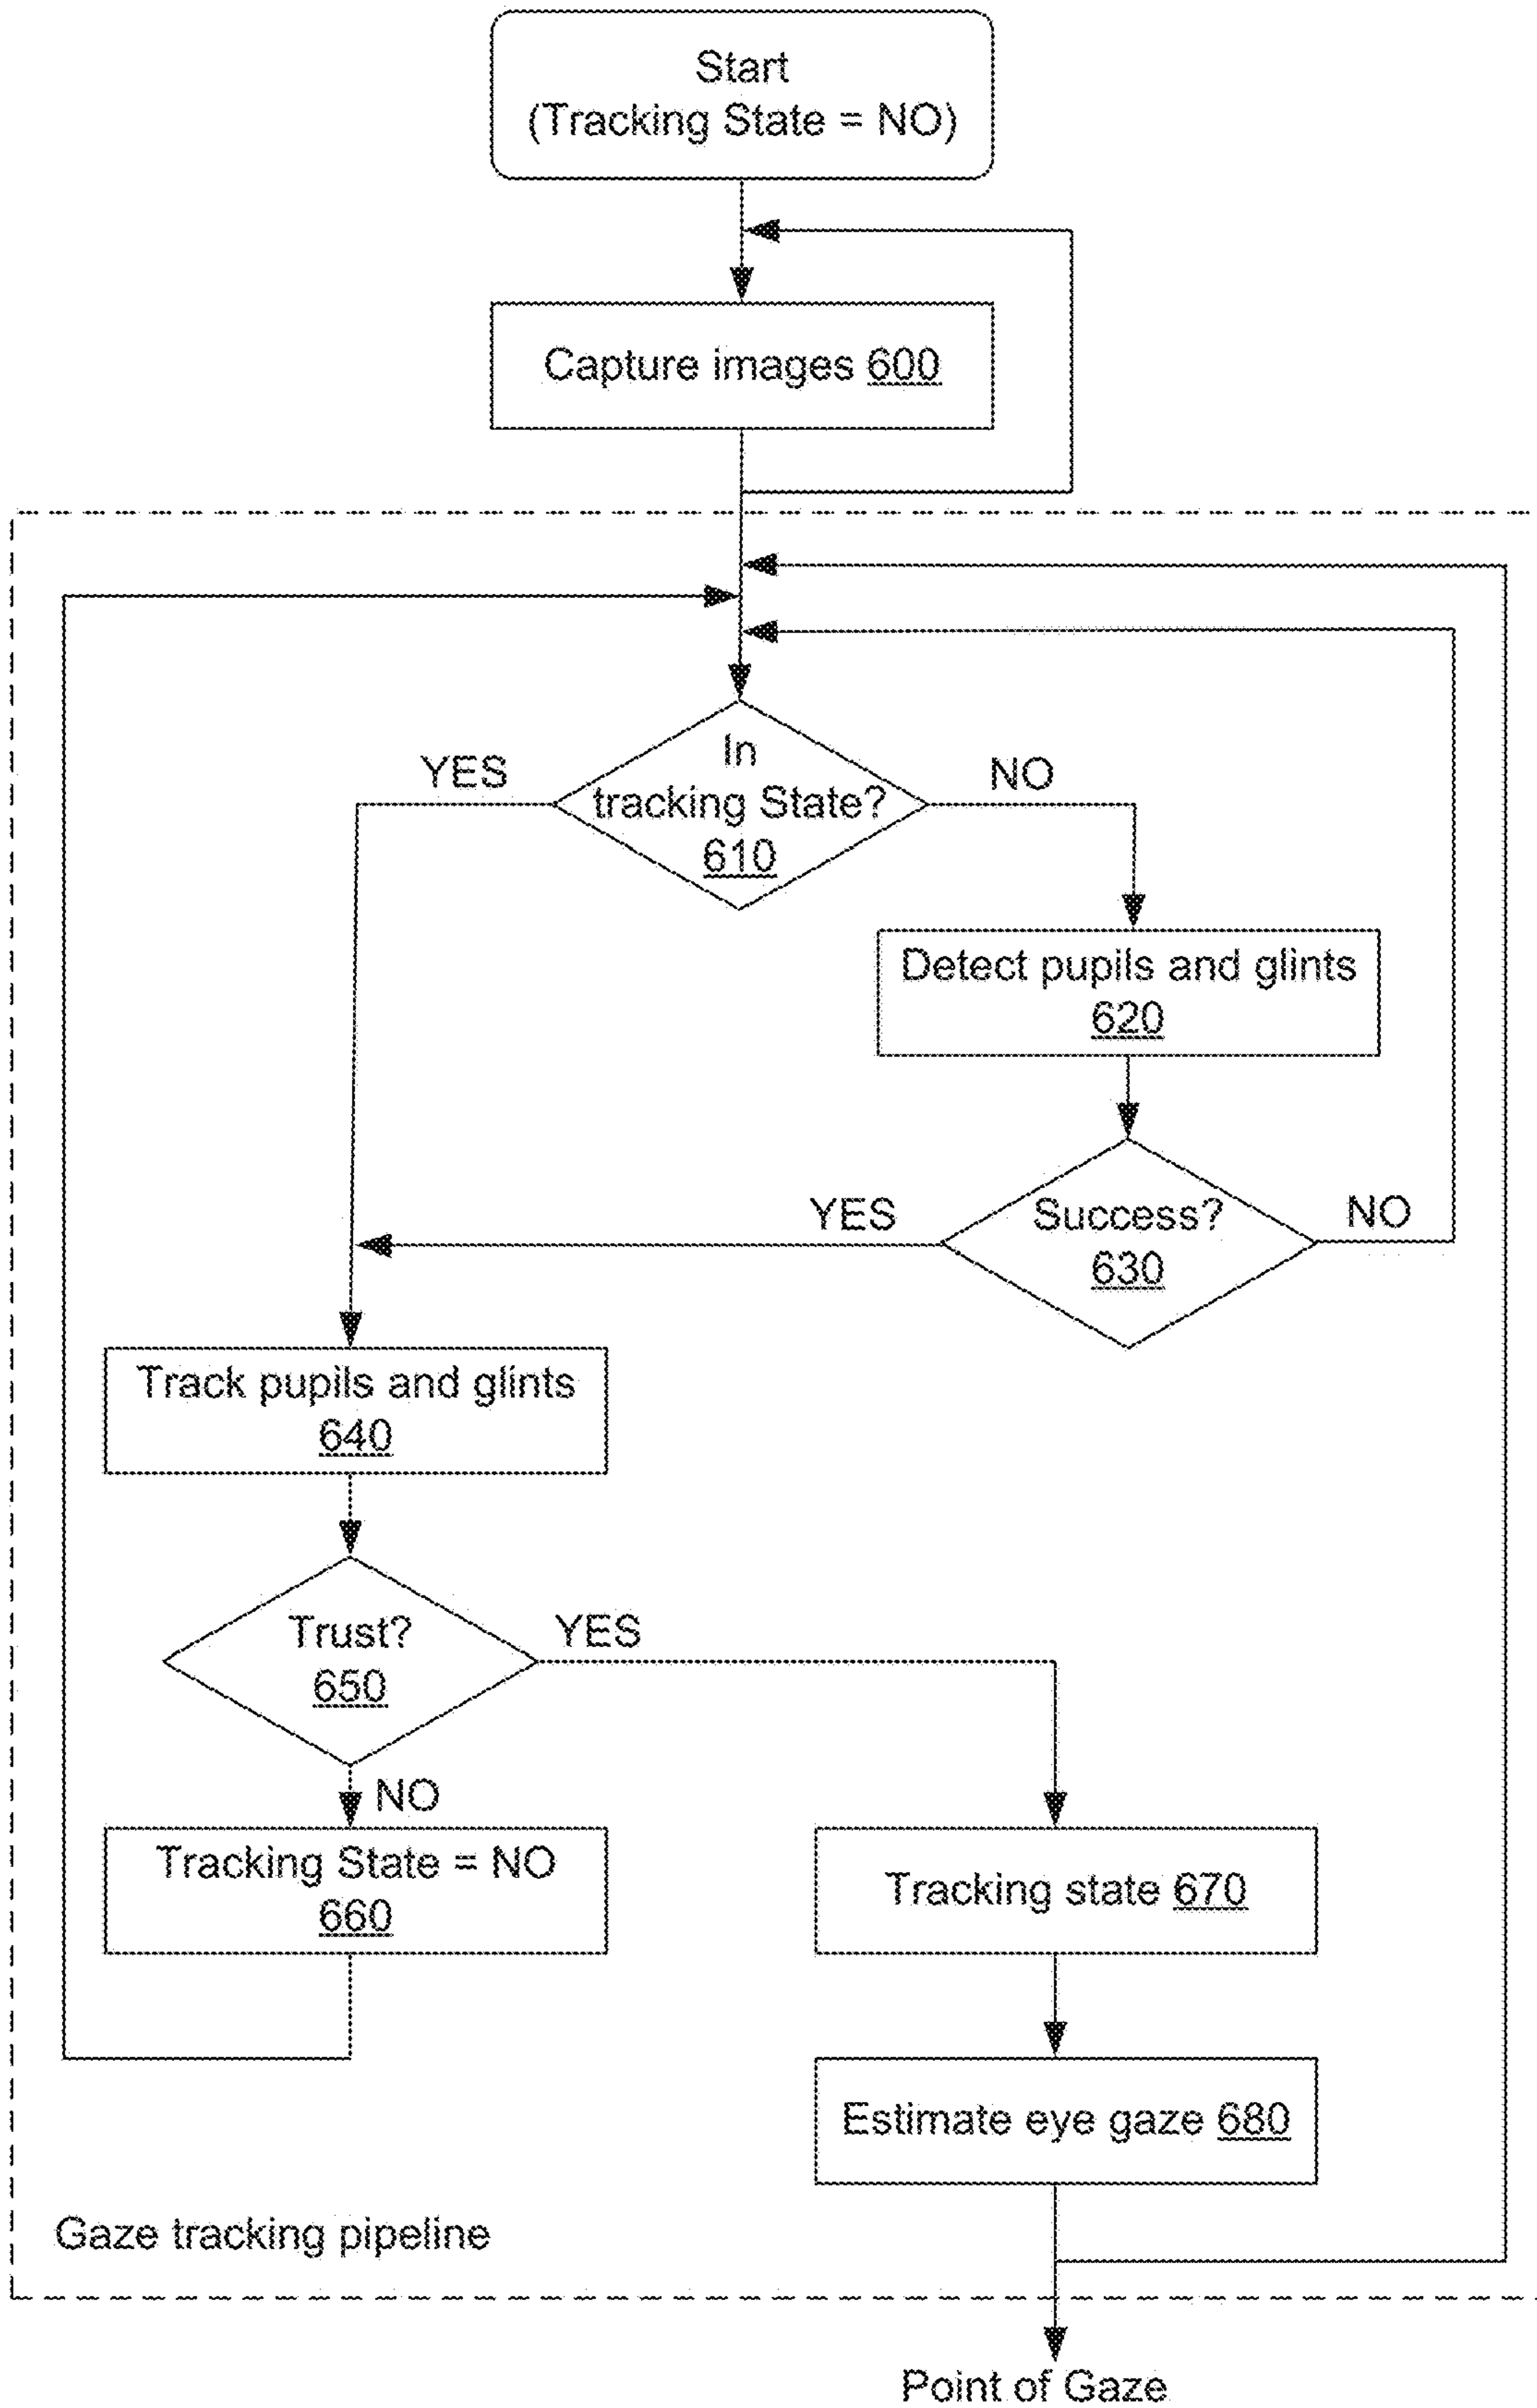 Start
(Tracking State = NO)
Capture images 600
In
tracking State?
610
YES
NO
Detect pupils and glints
620
Success?
630
YES
NO
Track pupils and glints
640
Trust?
650
YES
NO
Tracking State = NO
660
Tracking state 670
Estimate eye gaze 680
Gaze tracking pipeline
Point of Gaze